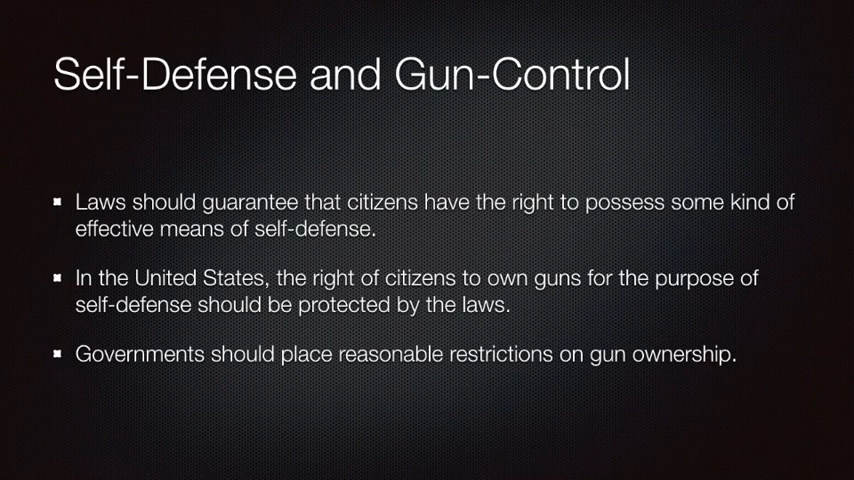 Self-Defense and Gun-Control
Laws should guarantee that citizens have the right to possess some kind of
effective means of self-defense.
In the United States, the right of citizens to own guns for the purpose of
self-defense should be protected by the laws.
Governments should place reasonable restrictions on gun ownership.